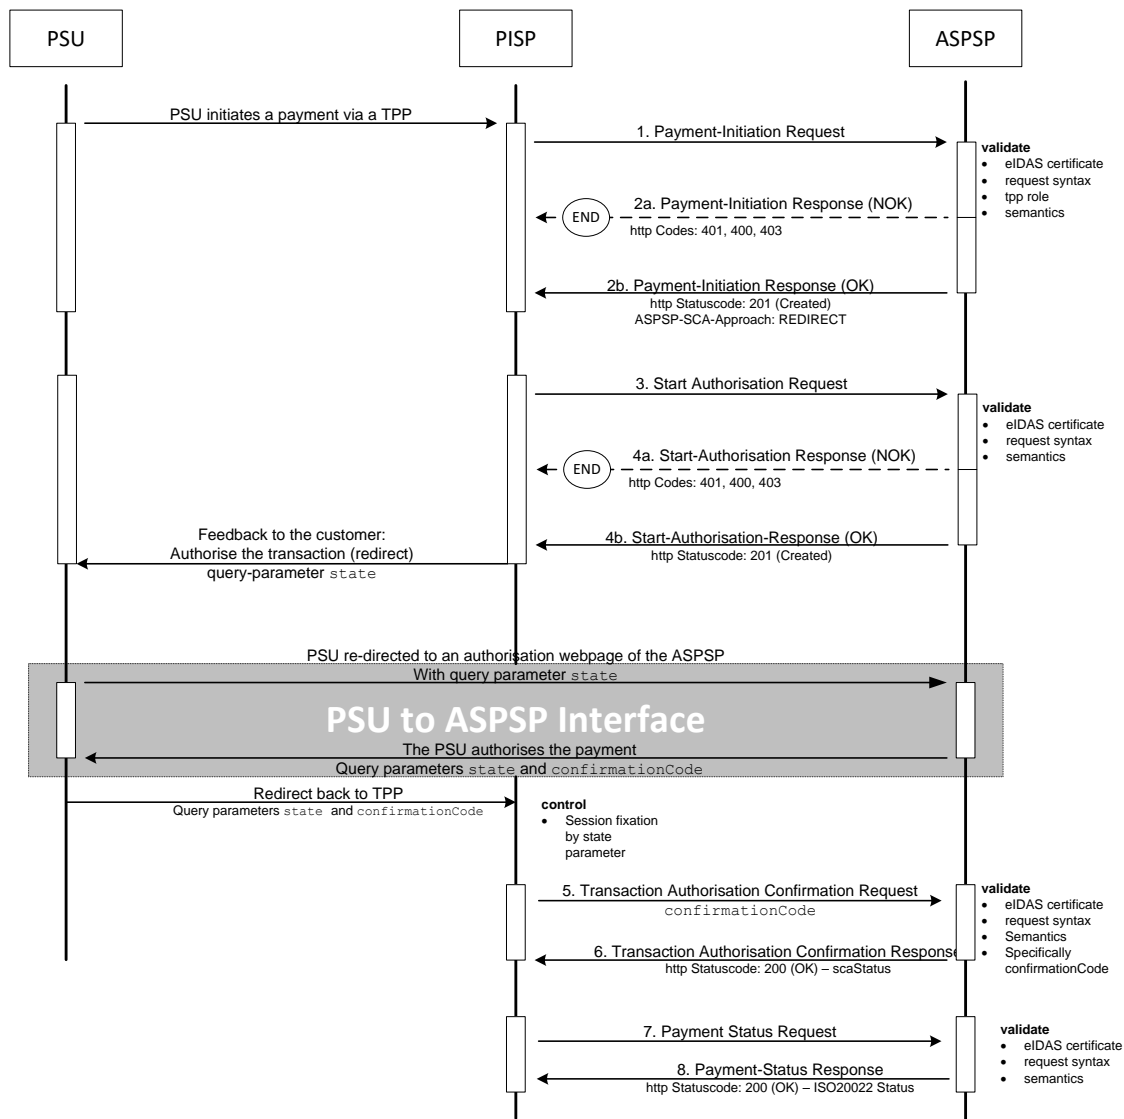 PSU
PISP
ASPSP
PSU initiates a payment via a TPP
1. Payment-Initiation Request
validate
• eIDAS certificate
• request syntax
• tpp role
• semantics
2a. Payment-Initiation Response (NOK)
END
http Codes: 401, 400, 403
2b. Payment-Initiation Response (OK)
http Statuscode: 201 (Created)
ASPSP-SCA-Approach: REDIRECT
3. Start Authorisation Request
validate
• eIDAS certificate
• request syntax
• semantics
4a. Start-Authorisation Response (NOK)
END
http Codes: 401, 400, 403
4b. Start-Authorisation-Response (OK)
http Statuscode: 201 (Created)
Feedback to the customer:
Authorise the transaction (redirect)
query-parameter state
PSU re-directed to an authorisation webpage of the ASPSP
With query parameter state
PSU to ASPSP Interface
The PSU authorises the payment
Query parameters state and confirmationCode
Redirect back to TPP
Query parameters state and confirmationCode
control
• Session fixation
by state
parameter
5. Transaction Authorisation Confirmation Request
confirmationCode
validate
• eIDAS certificate
• request syntax
• Semantics
• Specifically
confirmationCode
6. Transaction Authorisation Confirmation Response
http Statuscode: 200 (OK) – scaStatus
7. Payment Status Request
validate
• eIDAS certificate
• request syntax
• semantics
8. Payment-Status Response
http Statuscode: 200 (OK) – ISO20022 Status